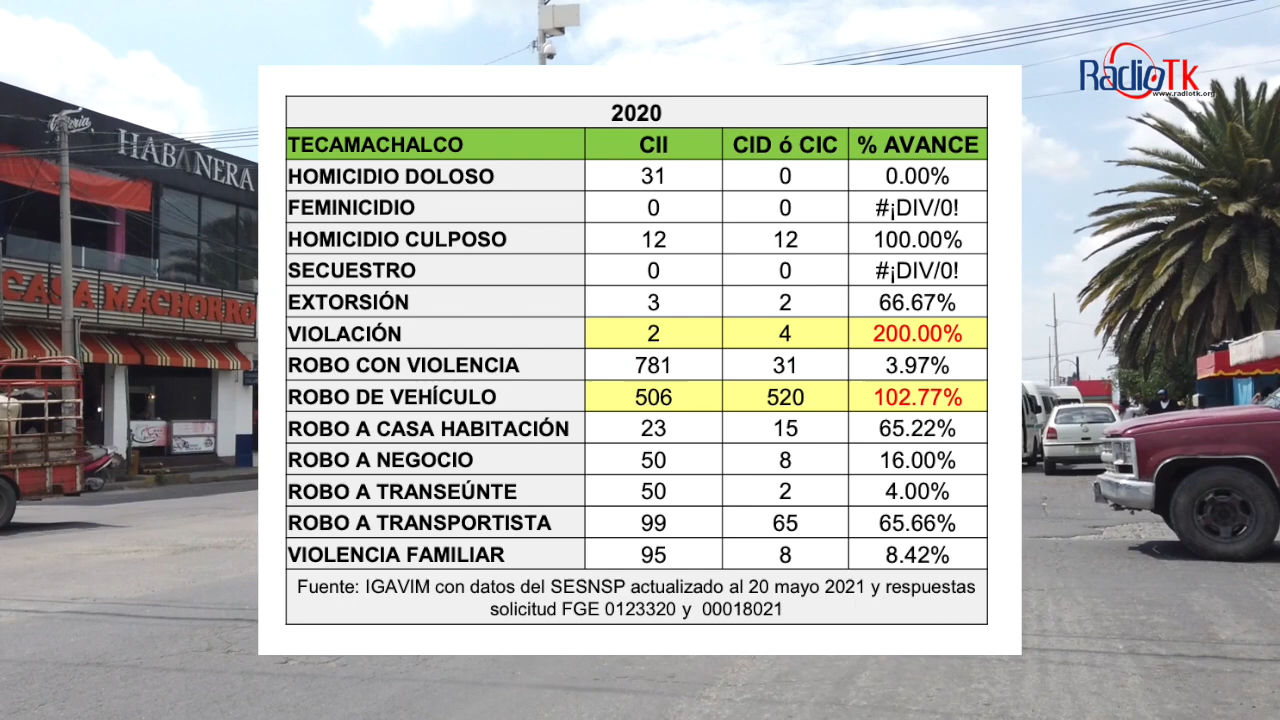 RadioTk
www.radiotk.org
HABANERA
CASA MACHORRO
2020
TECAMACHALCO CII CID ó CIC % AVANCE
HOMICIDIO DOLOSO 31 0 0.00%
FEMINICIDIO 0 0 #¡DIV/0!
HOMICIDIO CULPOSO 12 12 100.00%
SECUESTRO 0 0 #¡DIV/0!
EXTORSIÓN 3 2 66.67%
VIOLACIÓN 2 4 200.00%
ROBO CON VIOLENCIA 781 31 3.97%
ROBO DE VEHÍCULO 506 520 102.77%
ROBO A CASA HABITACIÓN 23 15 65.22%
ROBO A NEGOCIO 50 8 16.00%
ROBO A TRANSEÚNTE 50 2 4.00%
ROBO A TRANSPORTISTA 99 65 65.66%
VIOLENCIA FAMILIAR 95 8 8.42%
Fuente: IGAVIM con datos del SESNSP actualizado al 20 mayo 2021 y respuestas
solicitud FGE 0123320 y 00018021